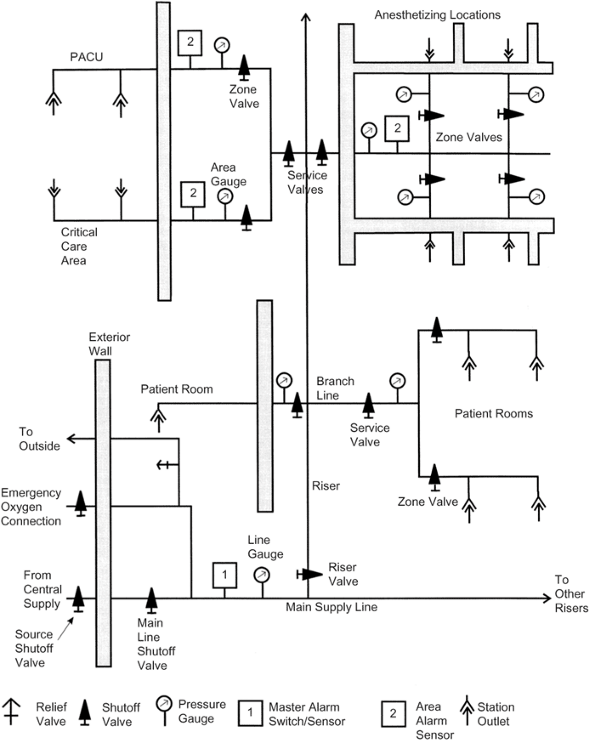 Anesthetizing Locations
2
PACU
Zone
Valve
2
Zone Valves
Area
Gauge
Service
Valves
2
Critical
Care
Area
Exterior
Wall
Patient Room
Branch
Line
Service
Valve
Patient Rooms
To
Outside
Emergency
Oxygen
Connection
Riser
Zone Valve
Line
Gauge
From
Central
Supply
1
Riser
Valve
Main Supply Line
To
Other
Risers
Source
Shutoff
Valve
Main
Line
Shutoff
Valve
Relief
Valve
Shutoff
Valve
Pressure
Gauge
1
Master Alarm
Switch/Sensor
2
Area
Alarm
Sensor
Station
Outlet